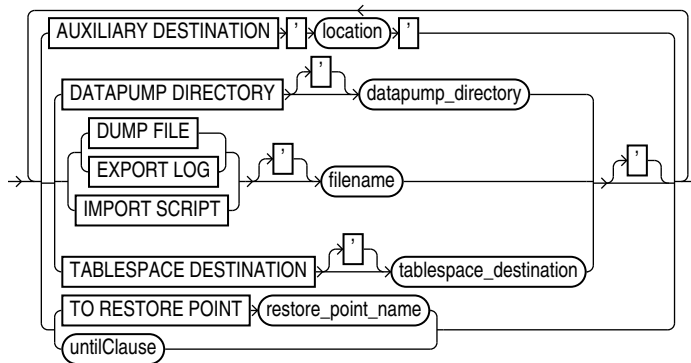 AUXILIARY DESTINATION ' location '
DATAPUMP DIRECTORY ' datapump_directory
DUMP FILE
EXPORT LOG
IMPORT SCRIPT
' filename
'
TABLESPACE DESTINATION ' tablespace_destination
TO RESTORE POINT restore_point_name
untilClause